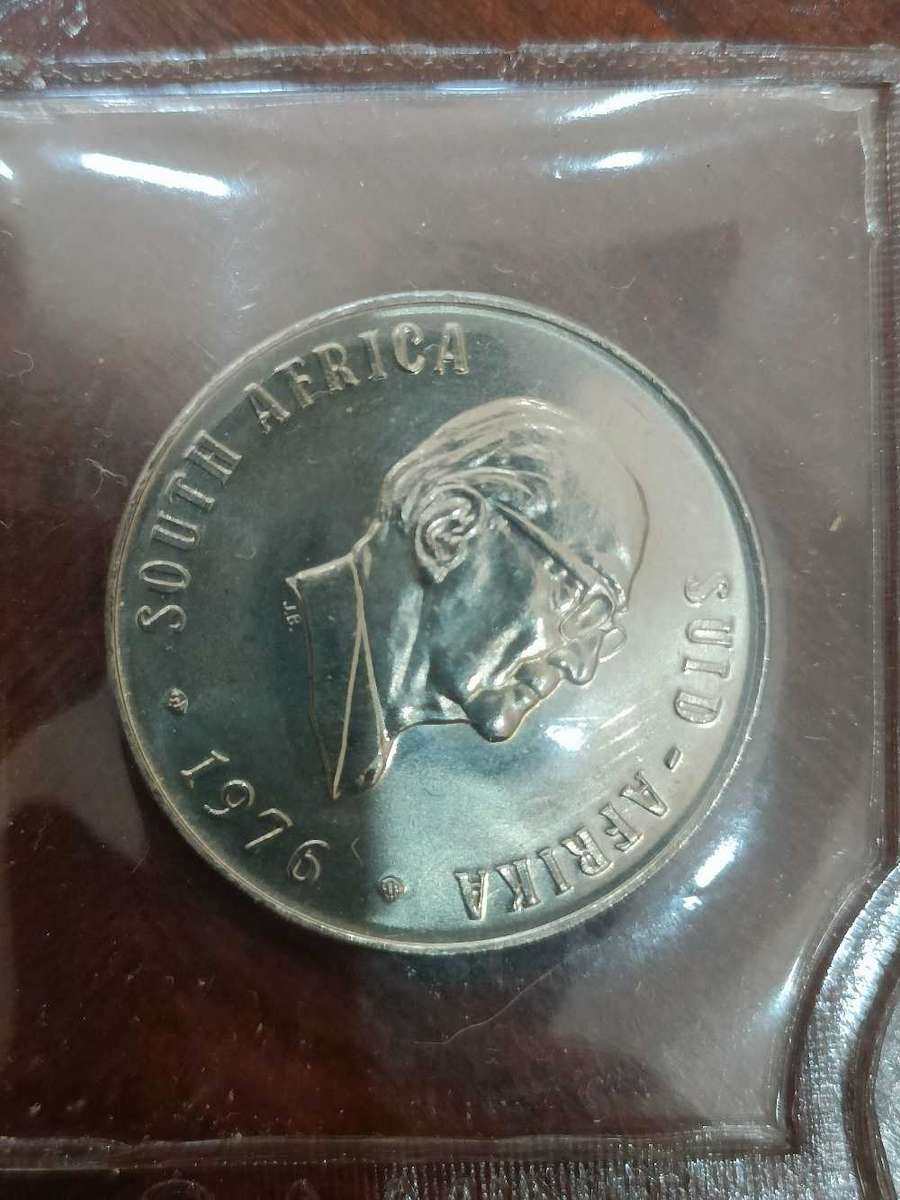 SOUTH AFRICA
SUID-AFRIKA
1976
J.B.